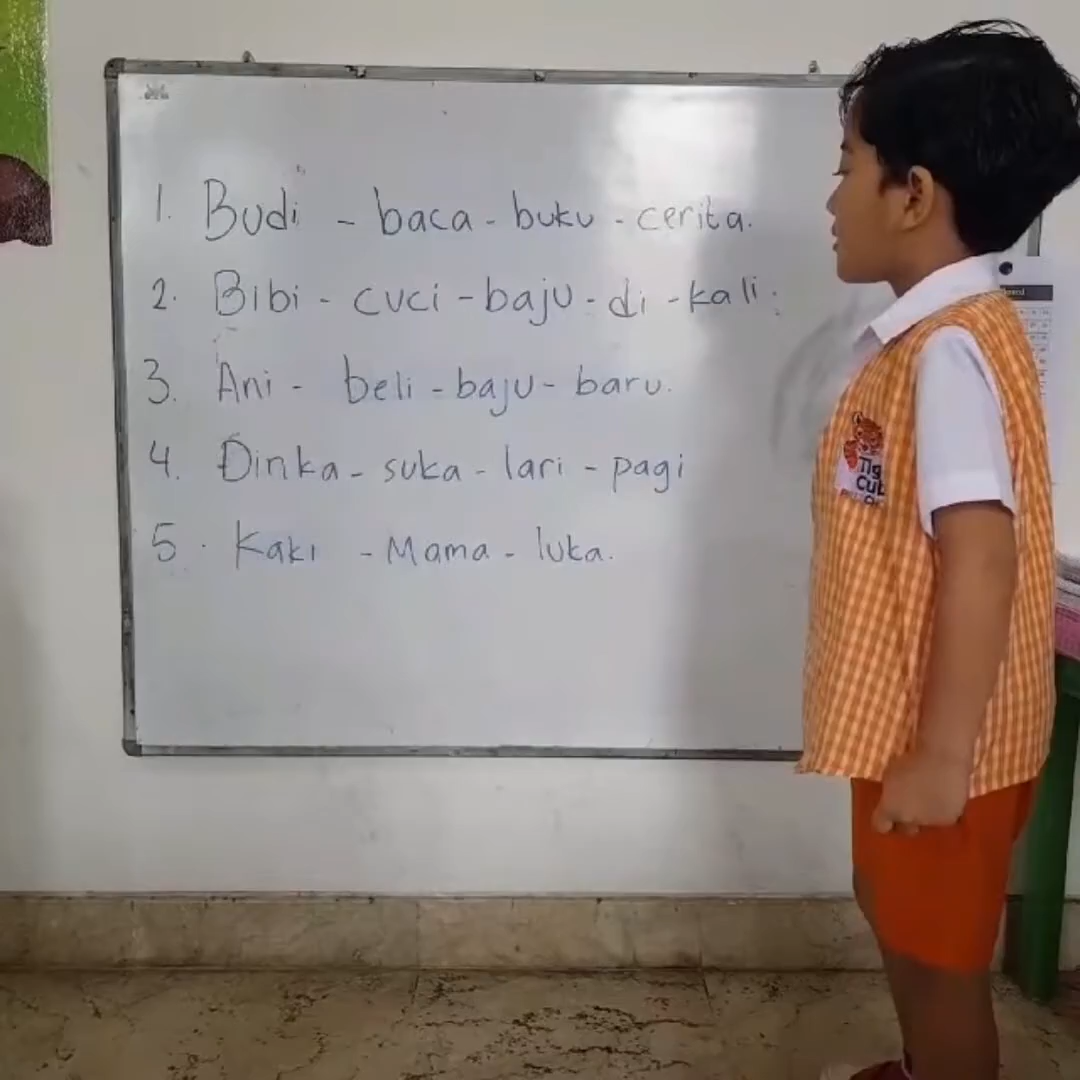 1. Budi - baca - buku - cerita.
2. Bibi - cuci - baju - di - kali.
3. Ani - beli - baju - baru.
4. Dinka - suka - lari - pagi
5. Kaki - Mama - luka.